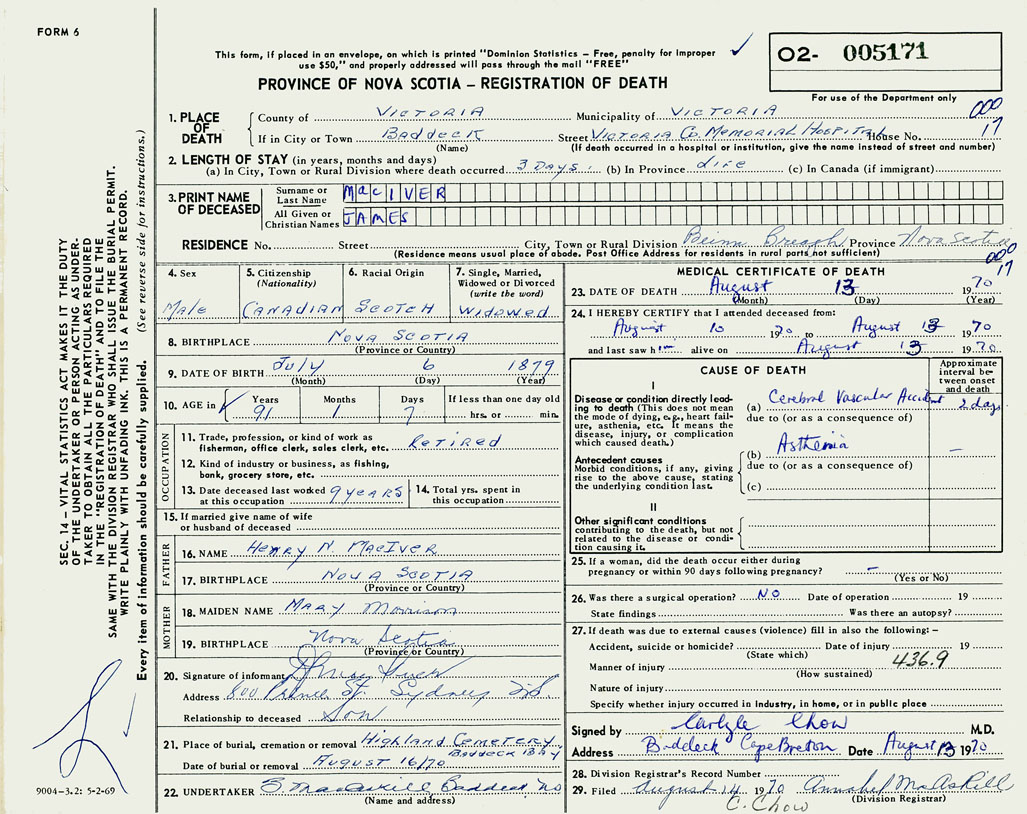 FORM 6
This form, if placed in an envelope, on which is printed "Dominion Statistics – Free, penalty for improper
use $50," and properly addressed will pass through the mail "FREE"
✓
O2- 005171
For use of the Department only
PROVINCE OF NOVA SCOTIA – REGISTRATION OF DEATH
000
17
1. PLACE OF DEATH
County of VICTORIA Municipality of VICTORIA
If in City or Town BADDECK Street VICTORIA Co. MEMORIAL HOSPITAL House No.
(Name) (If death occurred in a hospital or institution, give the name instead of street and number)
2. LENGTH OF STAY (in years, months and days)
(a) In City, Town or Rural Division where death occurred 3 DAYS (b) In Province LIFE (c) In Canada (if immigrant)
3. PRINT NAME OF DECEASED
Surname or Last Name MacIVER
All Given or Christian Names JAMES
RESIDENCE No. Street City, Town or Rural Division Beinn Breagh Province Nova Scotia
(Residence means usual place of abode. Post Office Address for residents in rural parts not sufficient)
000
17
4. Sex
Male
5. Citizenship
(Nationality)
CANADIAN
6. Racial Origin
SCOTCH
7. Single, Married,
Widowed or Divorced
(write the word)
WIDOWED
8. BIRTHPLACE NOVA SCOTIA
(Province or Country)
9. DATE OF BIRTH July 6 1879
(Month) (Day) (Year)
10. AGE in ✓
Years Months Days If less than one day old
91 1 7 hrs. or min.
OCCUPATION
11. Trade, profession, or kind of work as
fisherman, office clerk, sales clerk, etc. RETIRED
12. Kind of industry or business, as fishing,
bank, grocery store, etc.
13. Date deceased last worked
at this occupation 9 YEARS
14. Total yrs. spent in
this occupation
15. If married give name of wife
or husband of deceased
FATHER
16. NAME HENRY N. MACIVER
17. BIRTHPLACE NOVA SCOTIA
(Province or Country)
MOTHER
18. MAIDEN NAME MARY Morrison
19. BIRTHPLACE Nova Scotia
(Province or Country)
20. Signature of informant
Address 800 Prince St. Sydney N.S.
Relationship to deceased Son
21. Place of burial, cremation or removal HIGHLAND CEMETERY
BADDECK BAY
Date of burial or removal AUGUST 16/70
22. UNDERTAKER Baddeck NS
(Name and address)
MEDICAL CERTIFICATE OF DEATH
23. DATE OF DEATH August 13 1970
(Month) (Day) (Year)
24. I HEREBY CERTIFY that I attended deceased from:
August 10 1970 to August 13 1970
and last saw him alive on August 13 1970
CAUSE OF DEATH
Approximate
interval be-
tween onset
and death
I
Disease or condition directly lead-
ing to death (This does not mean
the mode of dying, e.g., heart fail-
ure, asthenia, etc. It means the
disease, injury, or complication
which caused death.)
(a) Cerebral Vascular Accident 2 days
due to (or as a consequence of)
Antecedent causes
Morbid conditions, if any, giving
rise to the above cause, stating
the underlying condition last.
(b) Asthenia –
due to (or as a consequence of)
(c)
II
Other significant conditions
contributing to the death, but not
related to the disease or condi-
tion causing it.
25. If a woman, did the death occur either during
pregnancy or within 90 days following pregnancy? –
(Yes or No)
26. Was there a surgical operation? NO Date of operation 19
State findings Was there an autopsy?
27. If death was due to external causes (violence) fill in also the following: –
Accident, suicide or homicide? Date of injury 19
(State which)
436.9
Manner of injury
(How sustained)
Nature of injury
Specify whether injury occurred in industry, in home, or in public place
Signed by Carlyle Chow M.D.
Address Baddeck Cape Breton Date August 13 1970
28. Division Registrar's Record Number
29. Filed August 14 1970 Annabel MacAskill
C. Chow (Division Registrar)
SEC. 14 – VITAL STATISTICS ACT MAKES IT THE DUTY
OF THE UNDERTAKER OR PERSON ACTING AS UNDER-
TAKER TO OBTAIN ALL THE PARTICULARS REQUIRED
IN THE "REGISTRATION OF DEATH" AND TO FILE THE
SAME WITH THE DIVISION REGISTRAR WHO SHALL ISSUE THE BURIAL PERMIT.
WRITE PLAINLY WITH UNFADING INK. THIS IS A PERMANENT RECORD.
Every item of information should be carefully supplied. (See reverse side for instructions.)
9004-3.2: 5-2-69